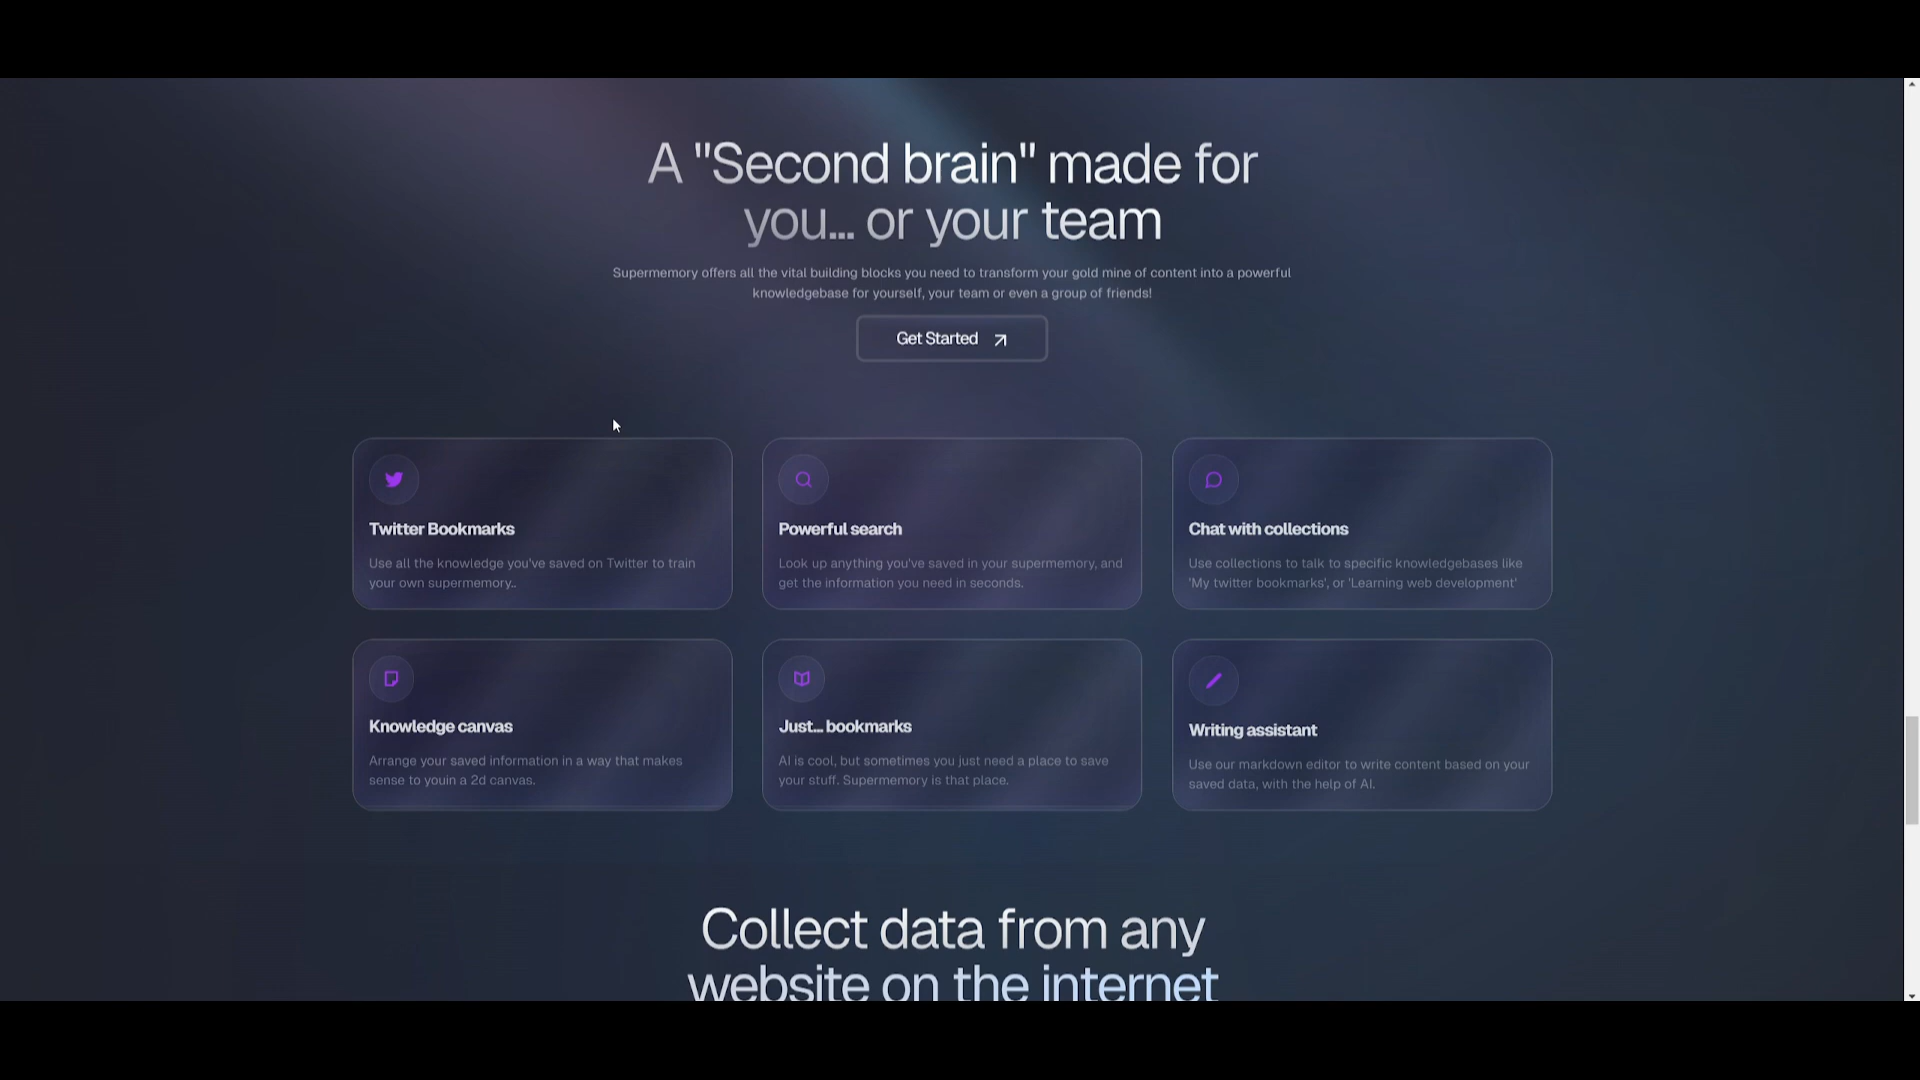 A "Second brain" made for
you... or your team
Supermemory offers all the vital building blocks you need to transform your gold mine of content into a powerful
knowledgebase for yourself, your team or even a group of friends!
Get Started
Twitter Bookmarks
Use all the knowledge you've saved on Twitter to train
your own supermemory..
Powerful search
Look up anything you've saved in your supermemory, and
get the information you need in seconds.
Chat with collections
Use collections to talk to specific knowledgebases like
'My twitter bookmarks', or 'Learning web development'
Knowledge canvas
Arrange your saved information in a way that makes
sense to youin a 2d canvas.
Just... bookmarks
AI is cool, but sometimes you just need a place to save
your stuff. Supermemory is that place.
Writing assistant
Use our markdown editor to write content based on your
saved data, with the help of AI.
Collect data from any
website on the internet